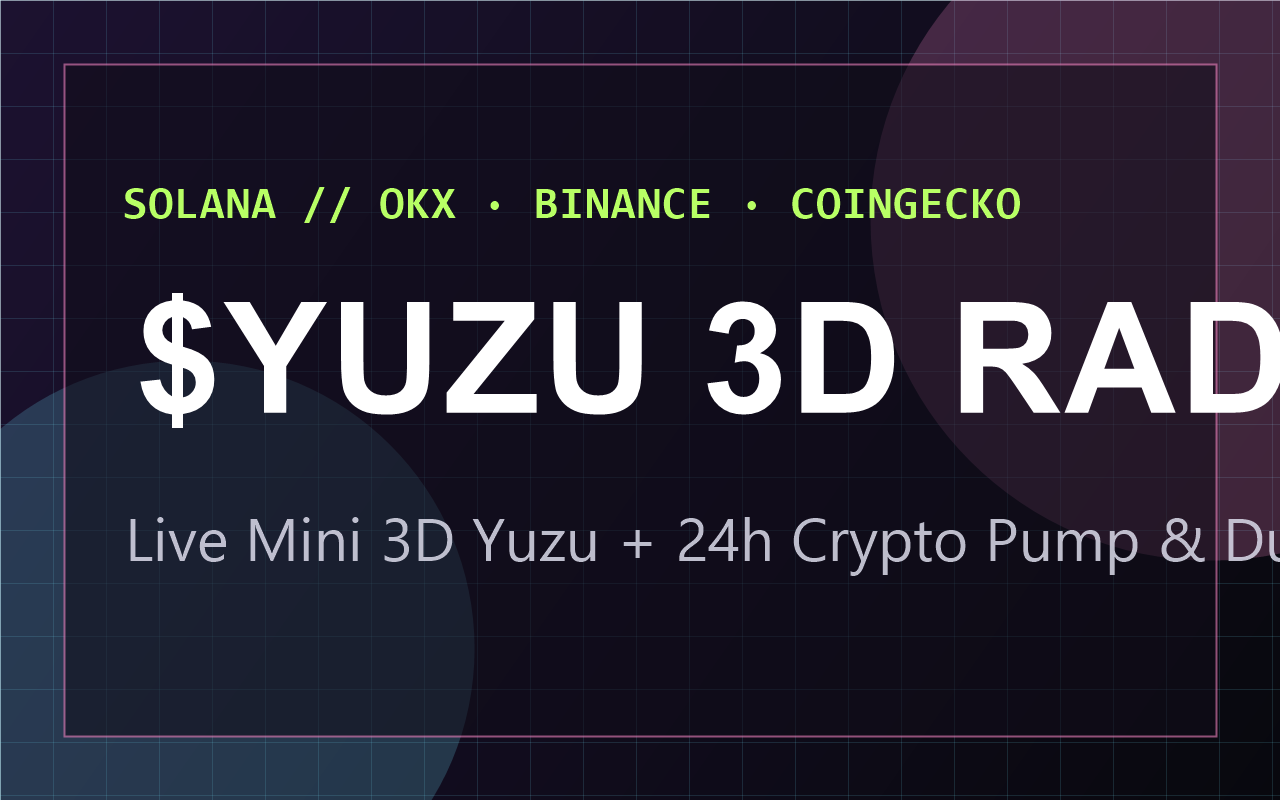 SOLANA // OKX · BINANCE · COINGECKO
$YUZU 3D RAD
Live Mini 3D Yuzu + 24h Crypto Pump & Du